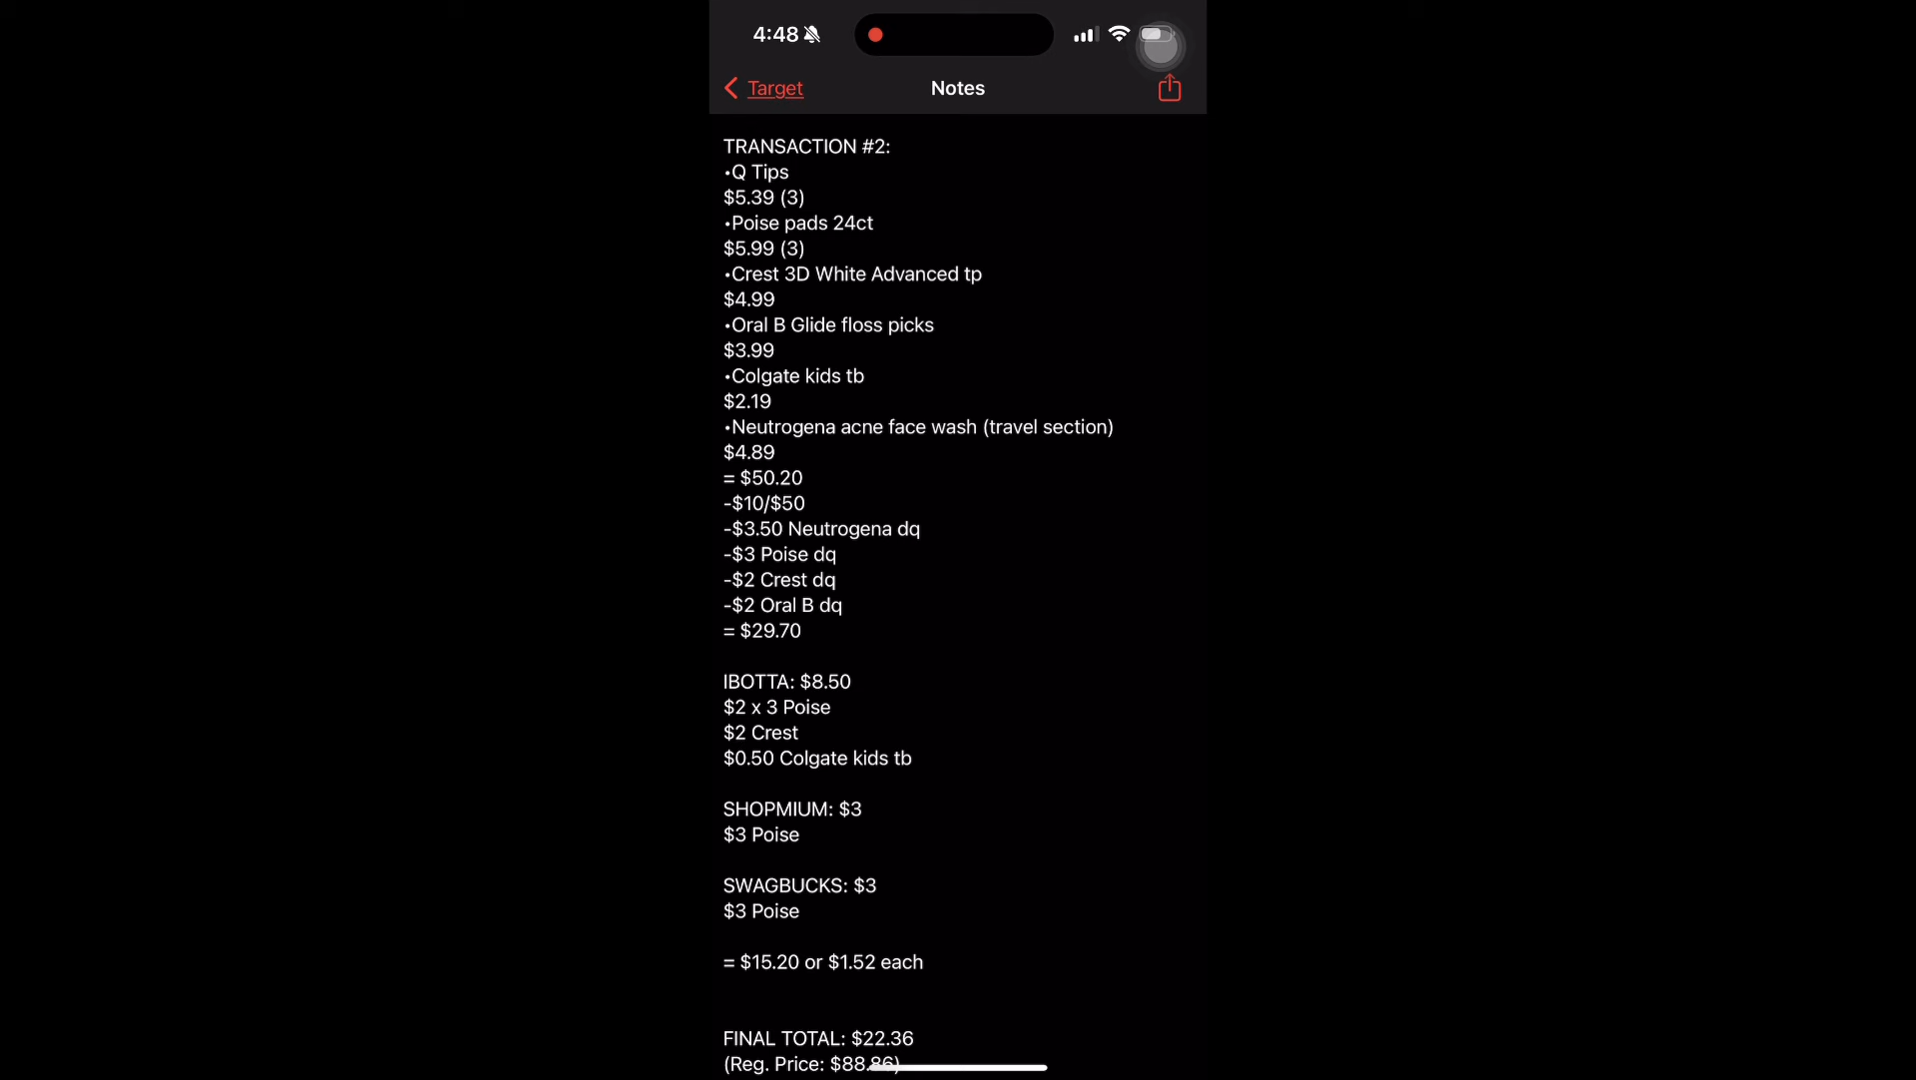 4:48
Target
Notes
TRANSACTION #2:
•Q Tips
$5.39 (3)
•Poise pads 24ct
$5.99 (3)
•Crest 3D White Advanced tp
$4.99
•Oral B Glide floss picks
$3.99
•Colgate kids tb
$2.19
•Neutrogena acne face wash (travel section)
$4.89
= $50.20
-$10/$50
-$3.50 Neutrogena dq
-$3 Poise dq
-$2 Crest dq
-$2 Oral B dq
= $29.70
IBOTTA: $8.50
$2 x 3 Poise
$2 Crest
$0.50 Colgate kids tb
SHOPMIUM: $3
$3 Poise
SWAGBUCKS: $3
$3 Poise
= $15.20 or $1.52 each
FINAL TOTAL: $22.36
(Reg. Price: $88.86)